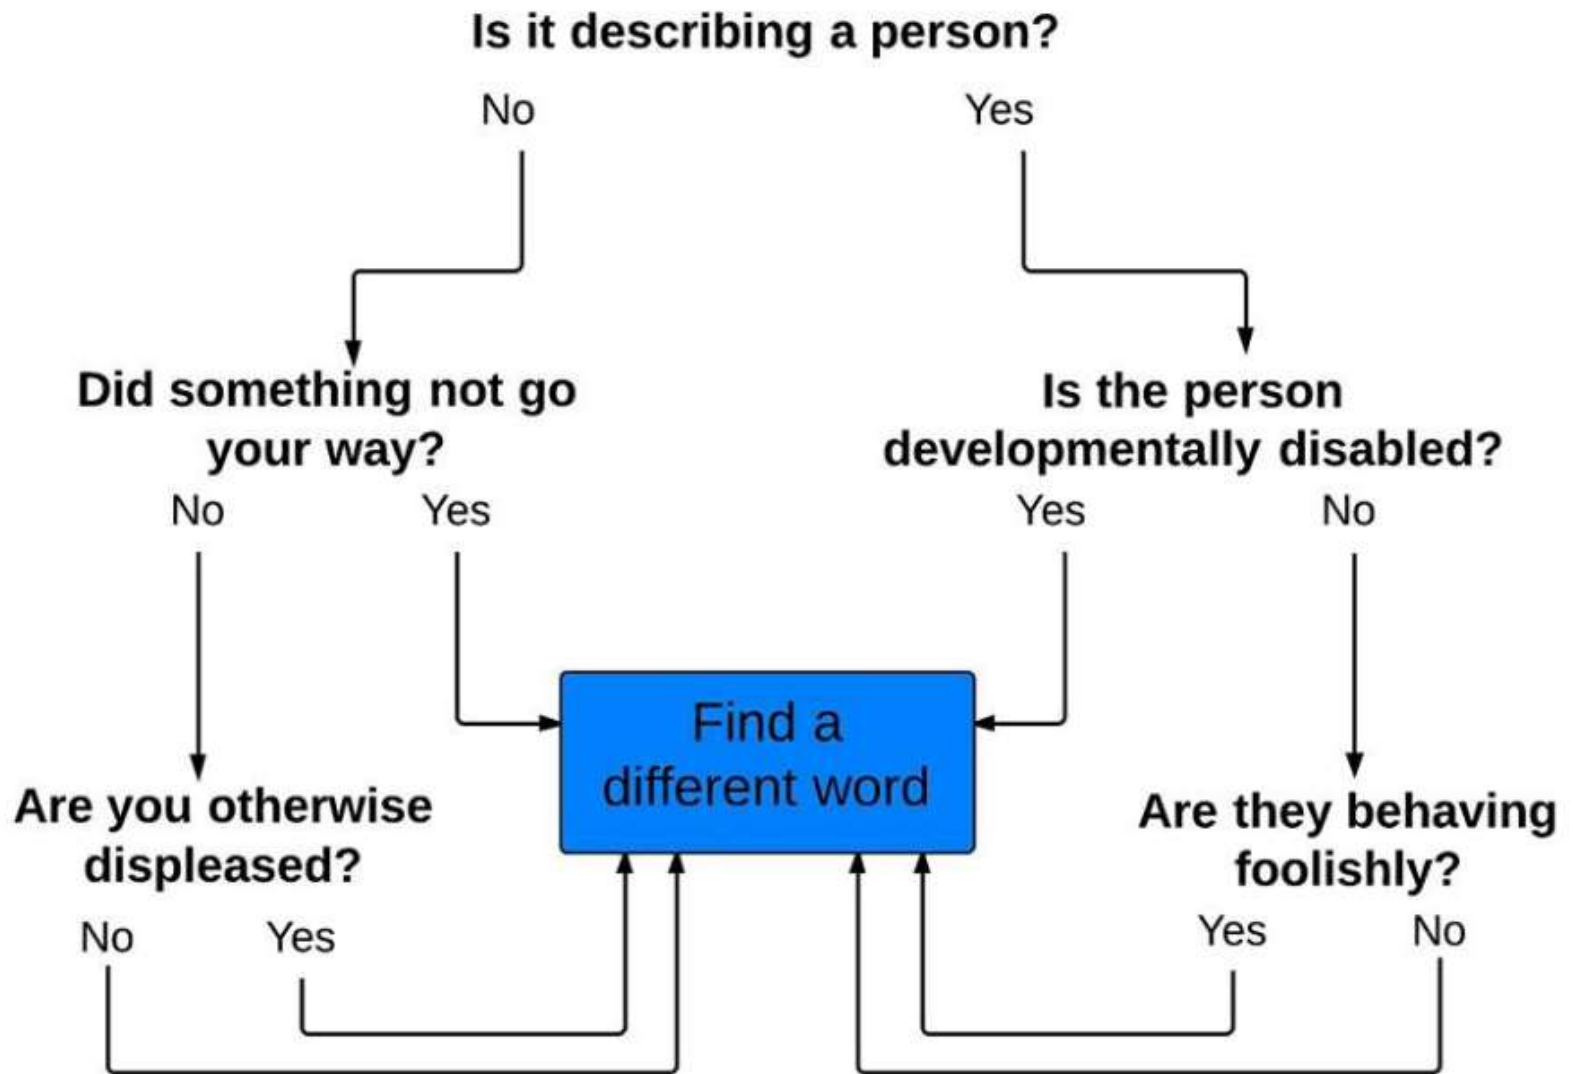 Is it describing a person?
No
Yes
Did something not go
your way?
Is the person
developmentally disabled?
No
Yes
Yes
No
Find a
different word
Are you otherwise
displeased?
Are they behaving
foolishly?
No
Yes
Yes
No